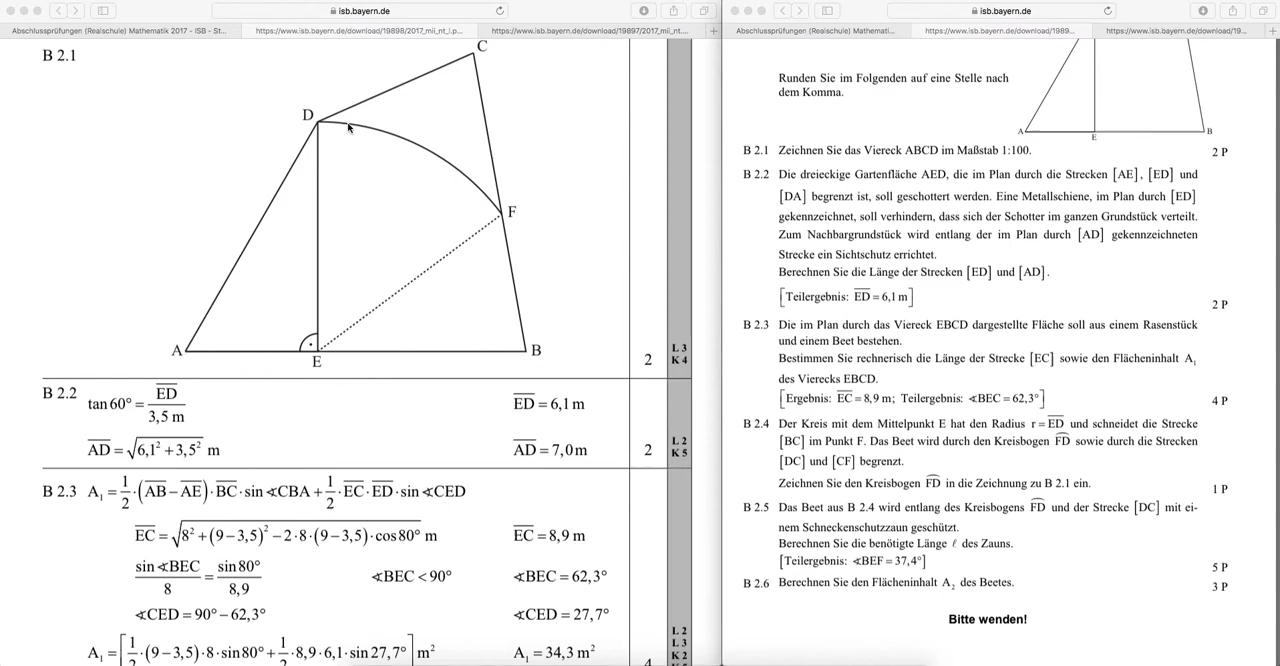 isb.bayern.de
Abschlussprüfungen (Realschule) Mathematik 2017 - ISB - St...
https://www.isb.bayern.de/download/19898/2017_mii_nt_l.p...
https://www.isb.bayern.de/download/19897/2017_mii_nt....
B 2.1
C
D
F
A
E
B
2
L 3
K 4
B 2.2
tan 60° = ED / 3,5 m
ED = 6,1 m
AD = √(6,1² + 3,5²) m
AD = 7,0 m
2
L 2
K 5
B 2.3 A₁ = 1/2 · (AB − AE) · BC · sin ∢CBA + 1/2 · EC · ED · sin ∢CED
EC = √(8² + (9 − 3,5)² − 2 · 8 · (9 − 3,5) · cos 80°) m
EC = 8,9 m
sin ∢BEC / 8 = sin 80° / 8,9
∢BEC < 90°
∢BEC = 62,3°
∢CED = 90° − 62,3°
∢CED = 27,7°
A₁ = [1/2 · (9 − 3,5) · 8 · sin 80° + 1/2 · 8,9 · 6,1 · sin 27,7°] m²
A₁ = 34,3 m²
4
L 2
L 3
K 2
isb.bayern.de
Abschlussprüfungen (Realschule) Mathemati...
https://www.isb.bayern.de/download/1989...
https://www.isb.bayern.de/download/19...
Runden Sie im Folgenden auf eine Stelle nach
dem Komma.
A
E
B
B 2.1 Zeichnen Sie das Viereck ABCD im Maßstab 1:100.
2 P
B 2.2 Die dreieckige Gartenfläche AED, die im Plan durch die Strecken [AE], [ED] und
[DA] begrenzt ist, soll geschottert werden. Eine Metallschiene, im Plan durch [ED]
gekennzeichnet, soll verhindern, dass sich der Schotter im ganzen Grundstück verteilt.
Zum Nachbargrundstück wird entlang der im Plan durch [AD] gekennzeichneten
Strecke ein Sichtschutz errichtet.
Berechnen Sie die Länge der Strecken [ED] und [AD].
[Teilergebnis: ED = 6,1 m]
2 P
B 2.3 Die im Plan durch das Viereck EBCD dargestellte Fläche soll aus einem Rasenstück
und einem Beet bestehen.
Bestimmen Sie rechnerisch die Länge der Strecke [EC] sowie den Flächeninhalt A₁
des Vierecks EBCD.
[Ergebnis: EC = 8,9 m; Teilergebnis: ∢BEC = 62,3°]
4 P
B 2.4 Der Kreis mit dem Mittelpunkt E hat den Radius r = ED und schneidet die Strecke
[BC] im Punkt F. Das Beet wird durch den Kreisbogen FD sowie durch die Strecken
[DC] und [CF] begrenzt.
Zeichnen Sie den Kreisbogen FD in die Zeichnung zu B 2.1 ein.
1 P
B 2.5 Das Beet aus B 2.4 wird entlang des Kreisbogens FD und der Strecke [DC] mit ei-
nem Schneckenschutzzaun geschützt.
Berechnen Sie die benötigte Länge ℓ des Zauns.
[Teilergebnis: ∢BEF = 37,4°]
5 P
B 2.6 Berechnen Sie den Flächeninhalt A₂ des Beetes.
3 P
Bitte wenden!